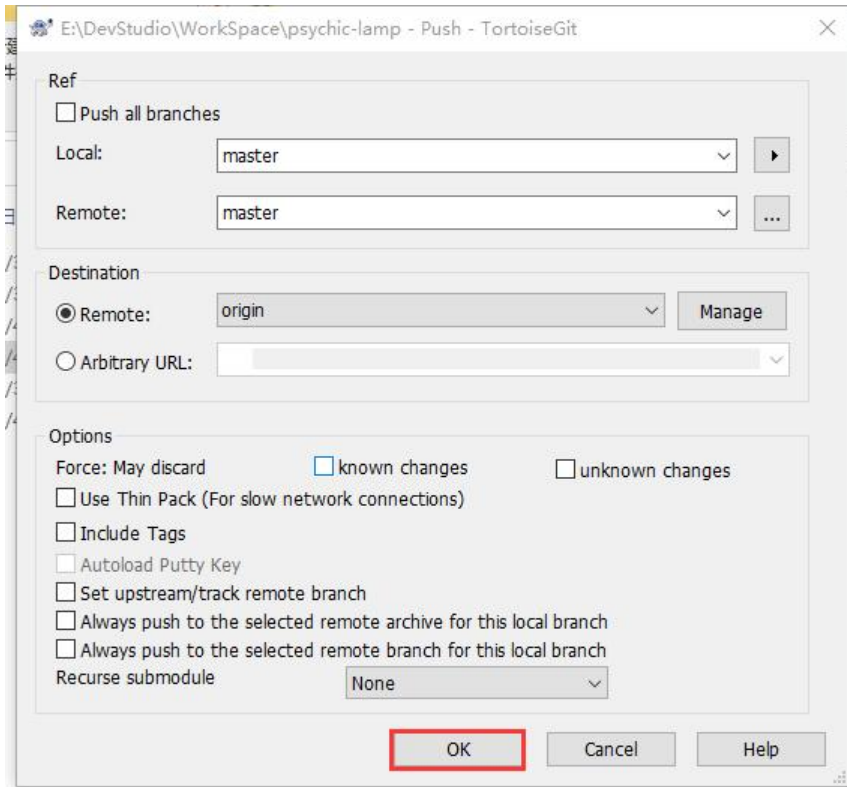 E:\DevStudio\WorkSpace\psychic-lamp - Push - TortoiseGit
Ref
Push all branches
Local:
master
Remote:
master
...
Destination
Remote:
origin
Manage
Arbitrary URL:
Options
Force: May discard
known changes
unknown changes
Use Thin Pack (For slow network connections)
Include Tags
Autoload Putty Key
Set upstream/track remote branch
Always push to the selected remote archive for this local branch
Always push to the selected remote branch for this local branch
Recurse submodule
None
OK
Cancel
Help